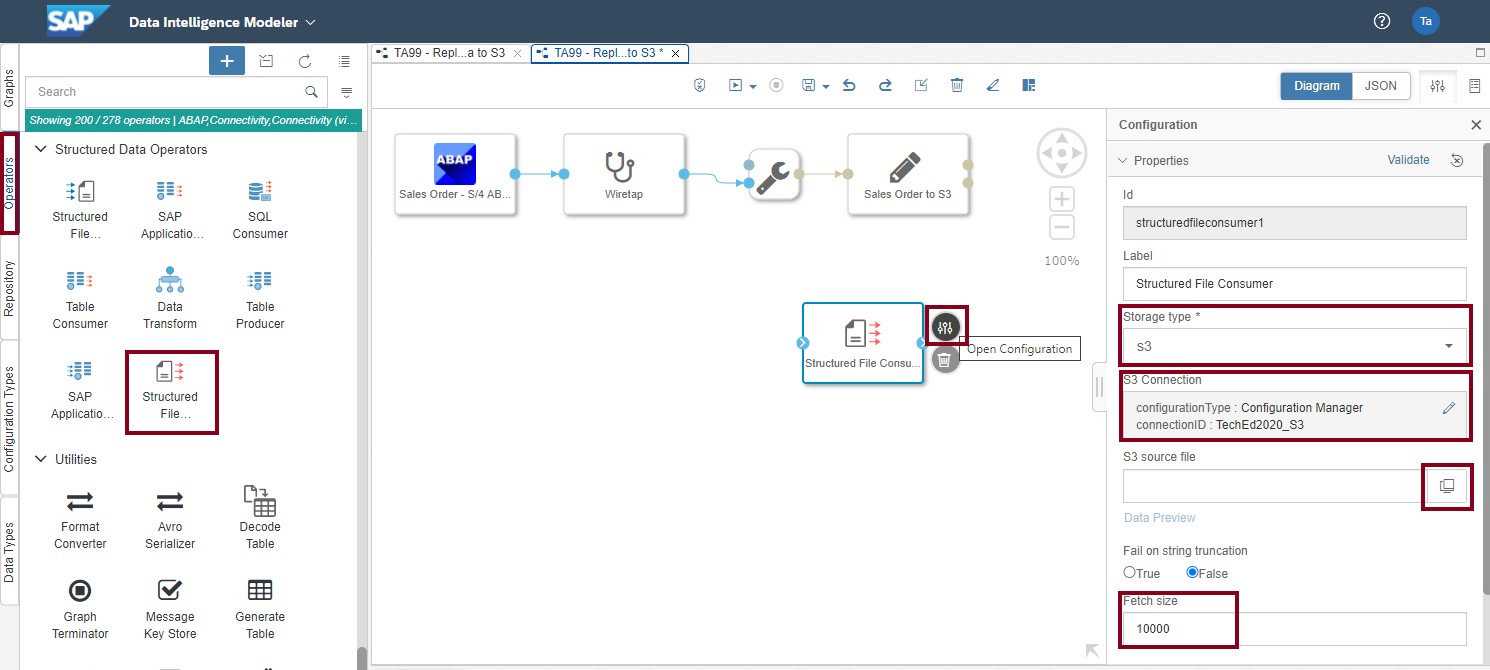 SAP Data Intelligence Modeler
Ta
Graphs
Operators
Repository
Configuration Types
Data Types
Search
Showing 200 / 278 operators | ABAP,Connectivity,Connectivity (vi...
Structured Data Operators
Structured
File...
SAP
Applicatio...
SQL
Consumer
Table
Consumer
Data
Transform
Table
Producer
SAP
Applicatio...
Structured
File...
Utilities
Format
Converter
Avro
Serializer
Decode
Table
Graph
Terminator
Message
Key Store
Generate
Table
TA99 - Repl...a to S3
TA99 - Repl...to S3 *
Diagram
JSON
ABAP
Sales Order - S/4 AB...
Wiretap
Sales Order to S3
100%
Structured File Consu...
Open Configuration
Configuration
Properties
Validate
Id
structuredfileconsumer1
Label
Structured File Consumer
Storage type *
s3
S3 Connection
configurationType : Configuration Manager
connectionID : TechEd2020_S3
S3 source file
Data Preview
Fail on string truncation
True False
Fetch size
10000